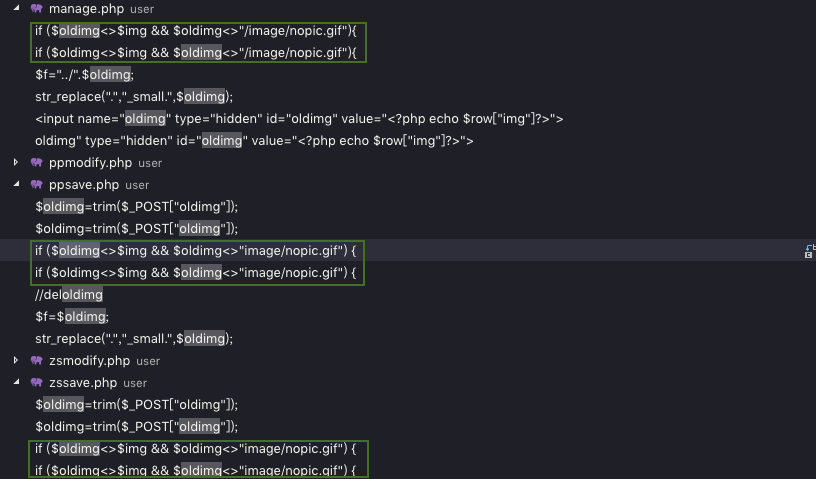 manage.php user
if ($oldimg<>$img && $oldimg<>"/image/nopic.gif"){
if ($oldimg<>$img && $oldimg<>"/image/nopic.gif"){
$f="../".$oldimg;
str_replace(".","_small.",$oldimg);
<input name="oldimg" type="hidden" id="oldimg" value="<?php echo $row["img"]?>">
oldimg" type="hidden" id="oldimg" value="<?php echo $row["img"]?>">
ppmodify.php user
ppsave.php user
$oldimg=trim($_POST["oldimg"]);
$oldimg=trim($_POST["oldimg"]);
if ($oldimg<>$img && $oldimg<>"image/nopic.gif") {
if ($oldimg<>$img && $oldimg<>"image/nopic.gif") {
//deloldimg
$f=$oldimg;
str_replace(".","_small.",$oldimg);
zsmodify.php user
zssave.php user
$oldimg=trim($_POST["oldimg"]);
$oldimg=trim($_POST["oldimg"]);
if ($oldimg<>$img && $oldimg<>"image/nopic.gif") {
if ($oldimg<>$img && $oldimg<>"image/nopic.gif") {